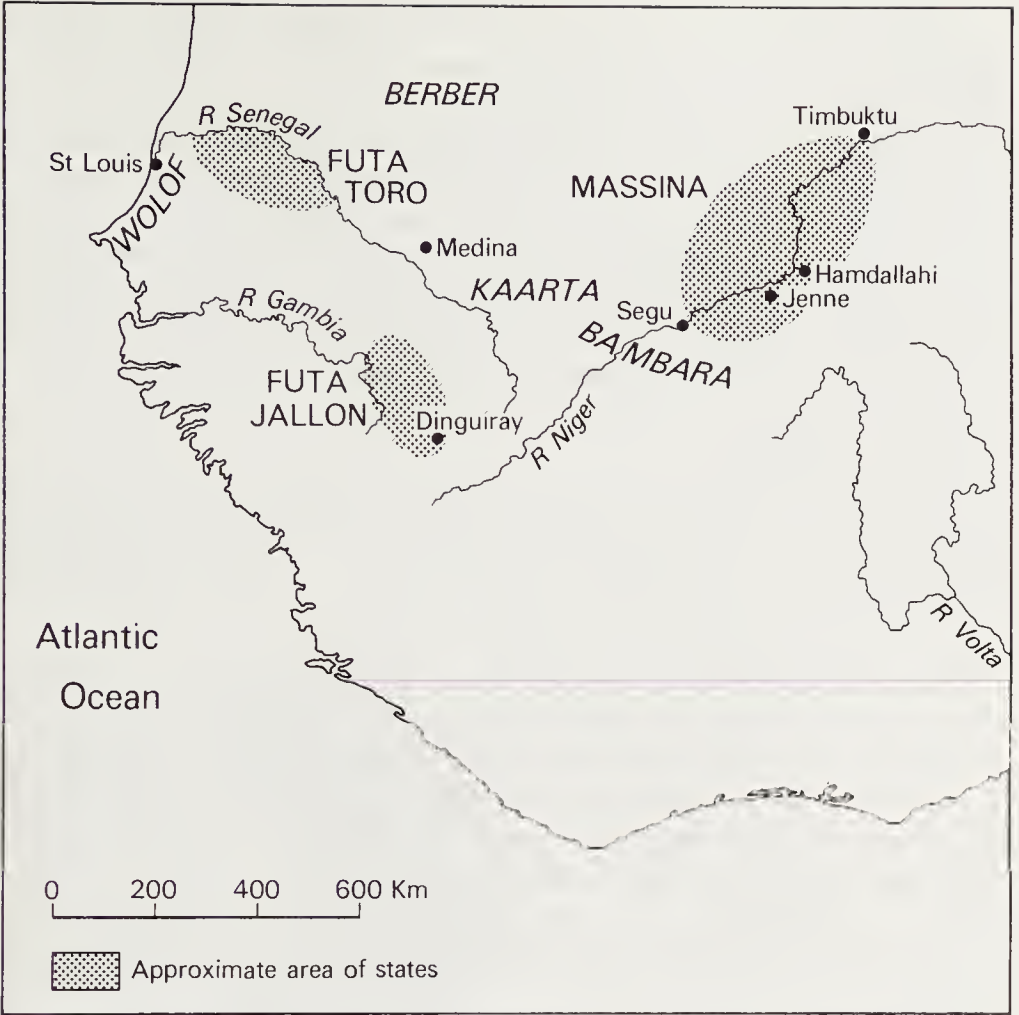 BERBER
R Senegal
Timbuktu
St Louis
FUTA
TORO
MASSINA
WOLOF
Medina
KAARTA
Hamdallahi
Jenne
R Gambia
Segu
BAMBARA
FUTA
JALLON
Dinguiray
R Niger
R Volta
Atlantic
Ocean
0 200 400 600 Km
Approximate area of states